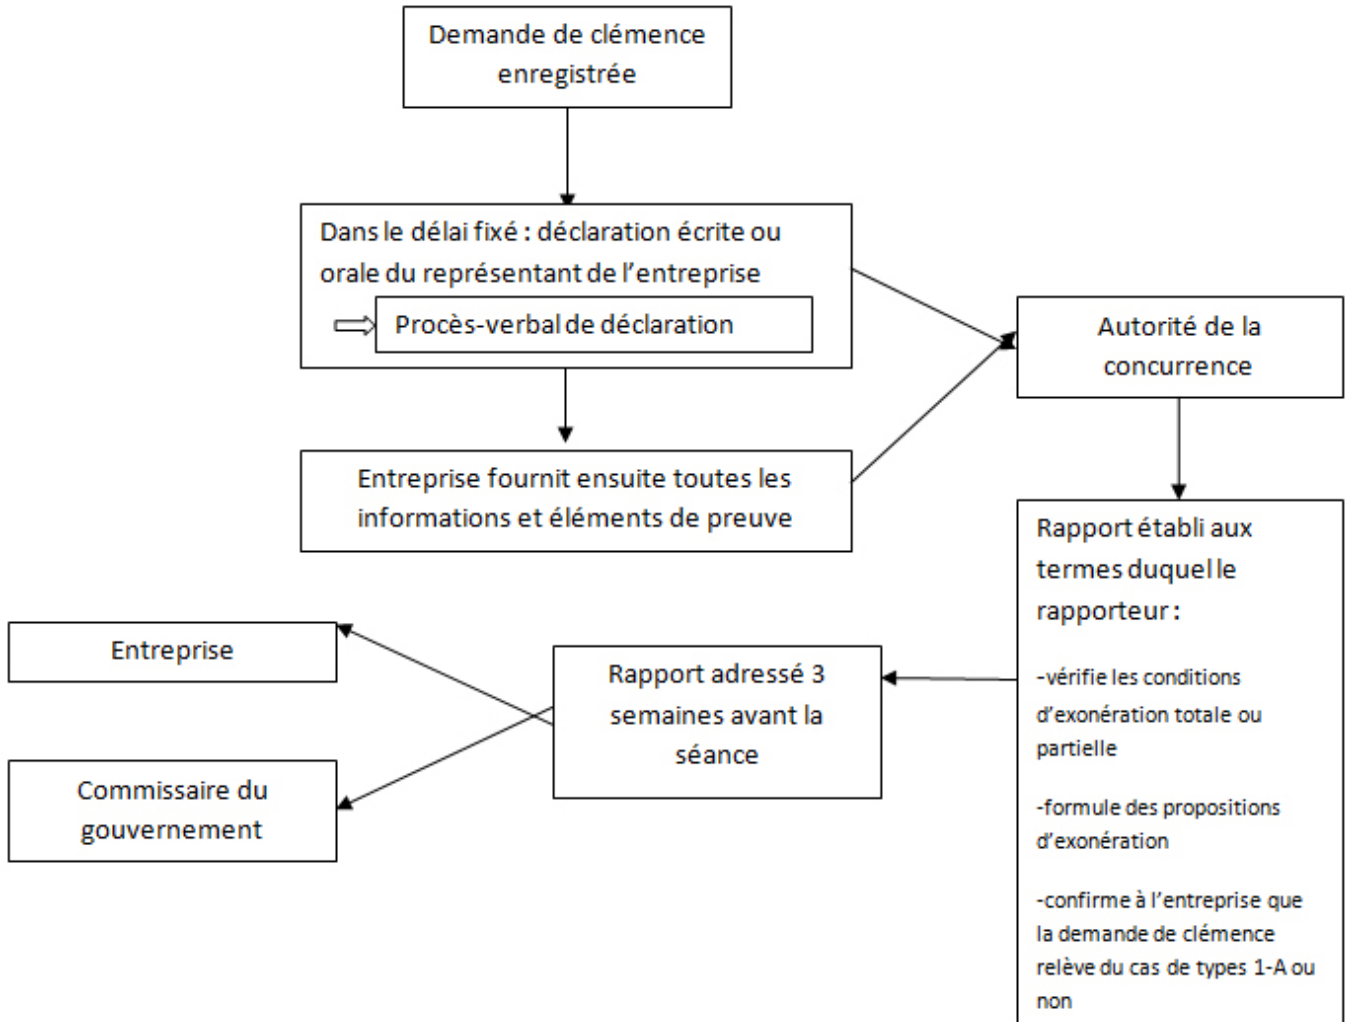 Demande de clémence
enregistrée
Dans le délai fixé : déclaration écrite ou
orale du représentant de l'entreprise
Procès-verbal de déclaration
Autorité de la
concurrence
Entreprise fournit ensuite toutes les
informations et éléments de preuve
Rapport établi aux
termes duquel le
rapporteur :
-vérifie les conditions
d'exonération totale ou
partielle
-formule des propositions
d'exonération
-confirme à l'entreprise que
la demande de clémence
relève du cas de types 1-A ou
non
Rapport adressé 3
semaines avant la
séance
Entreprise
Commissaire du
gouvernement